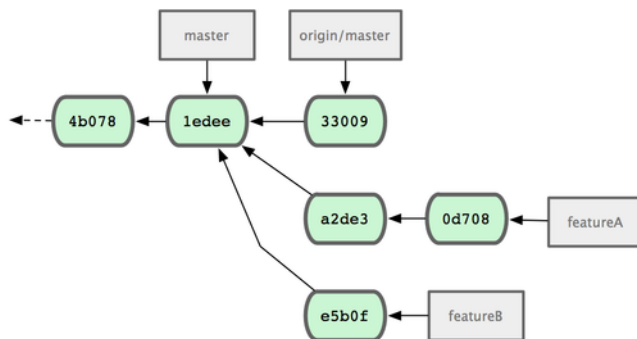 master
origin/master
4b078
1edee
33009
a2de3
0d708
featureA
e5b0f
featureB